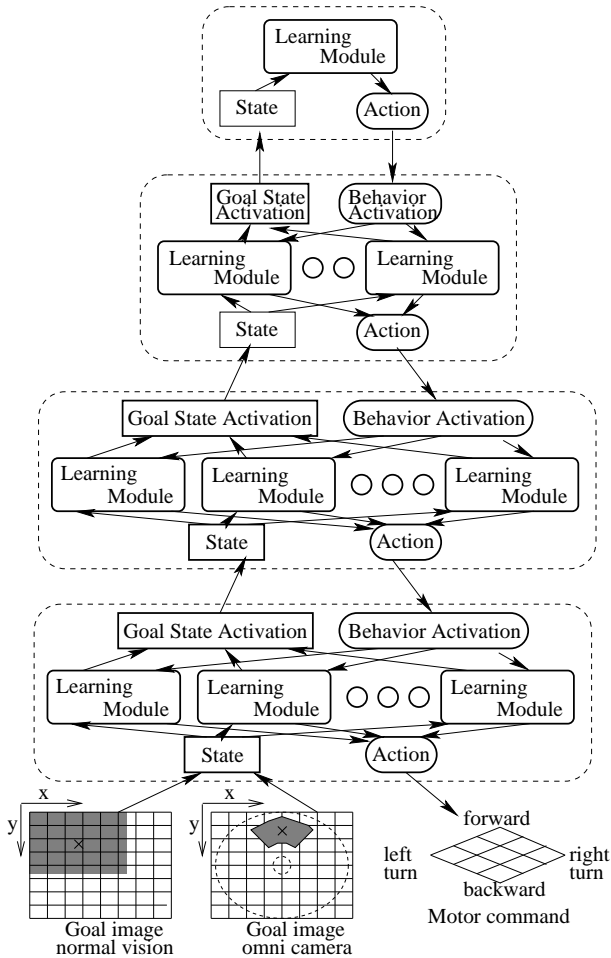 Learning
Module
State
Action
Goal State
Activation
Behavior
Activation
Learning
Module
Learning
Module
State
Action
Goal State Activation
Behavior Activation
Learning
Module
Learning
Module
Learning
Module
State
Action
Goal State Activation
Behavior Activation
Learning
Module
Learning
Module
Learning
Module
State
Action
x
y
x
y
forward
left
turn
right
turn
backward
Motor command
Goal image
normal vision
Goal image
omni camera